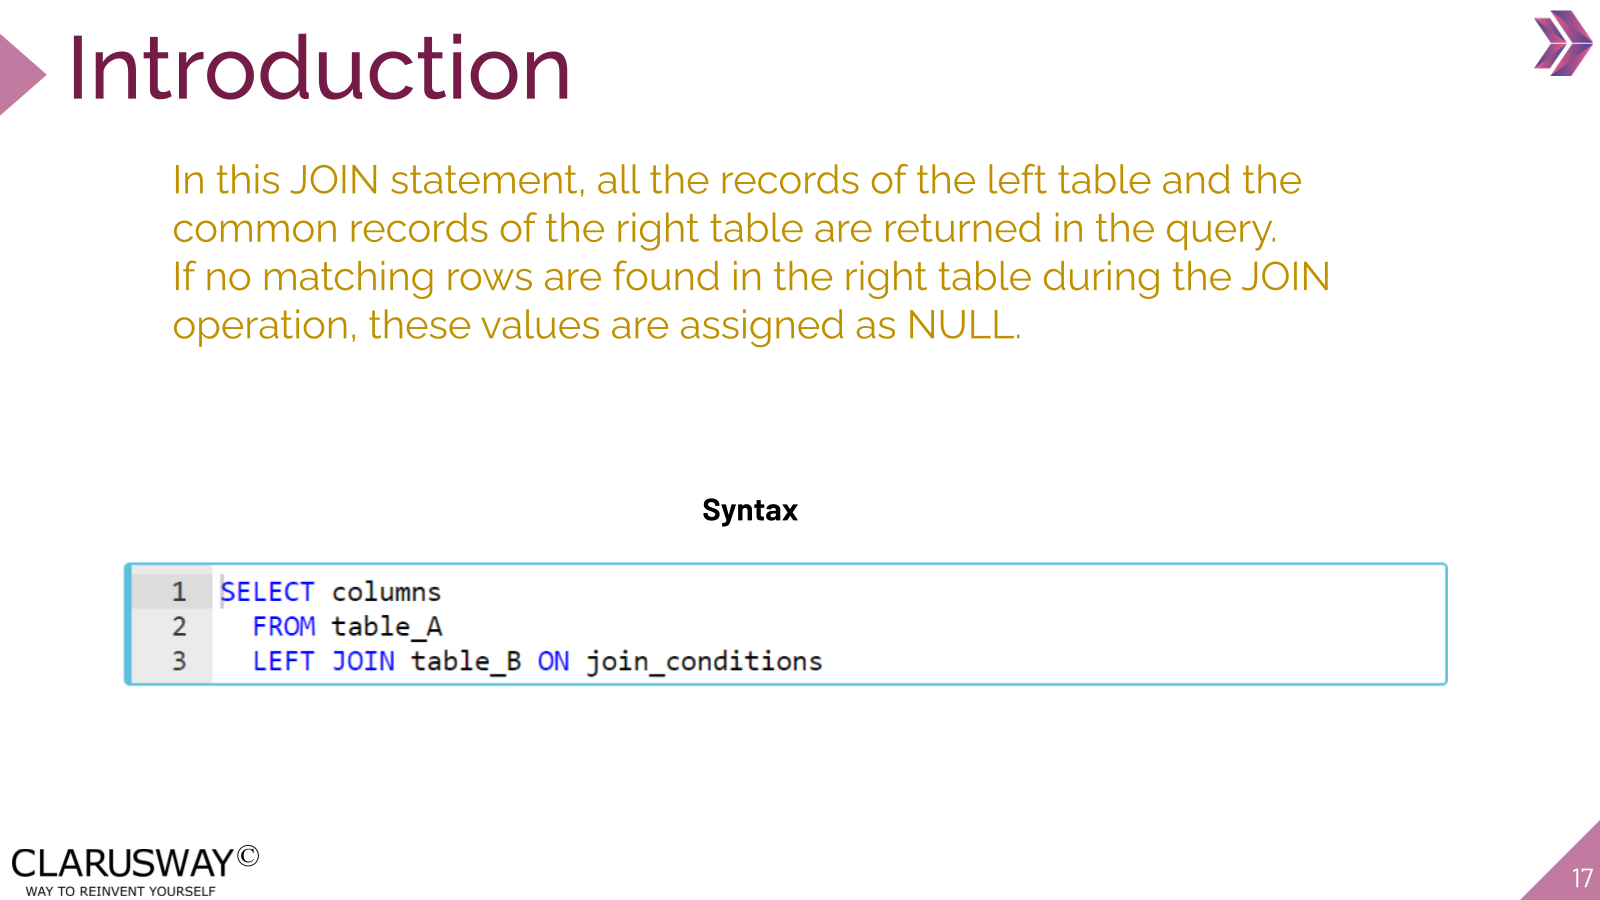 Introduction
In this JOIN statement, all the records of the left table and the
common records of the right table are returned in the query.
If no matching rows are found in the right table during the JOIN
operation, these values are assigned as NULL.
Syntax
1 SELECT columns
2 FROM table_A
3 LEFT JOIN table_B ON join_conditions
CLARUSWAY©
WAY TO REINVENT YOURSELF
17